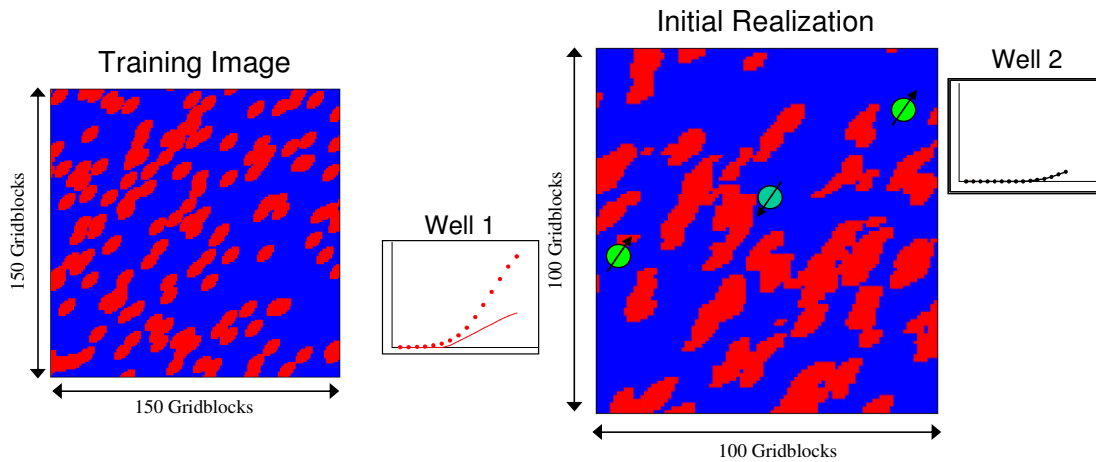 Training Image
150 Gridblocks
150 Gridblocks
Well 1
Initial Realization
100 Gridblocks
100 Gridblocks
Well 2